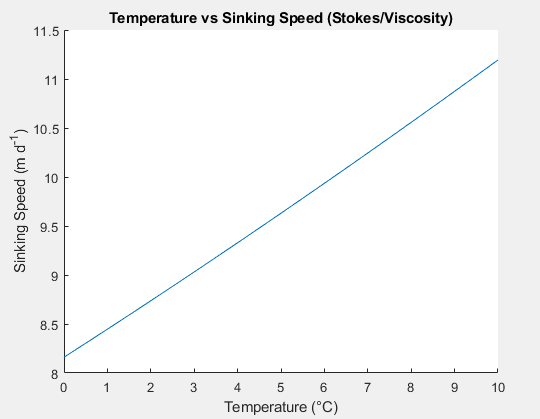 Temperature vs Sinking Speed (Stokes/Viscosity)
11.5
11
10.5
10
9.5
9
8.5
8
Sinking Speed (m d⁻¹)
0 1 2 3 4 5 6 7 8 9 10
Temperature (°C)